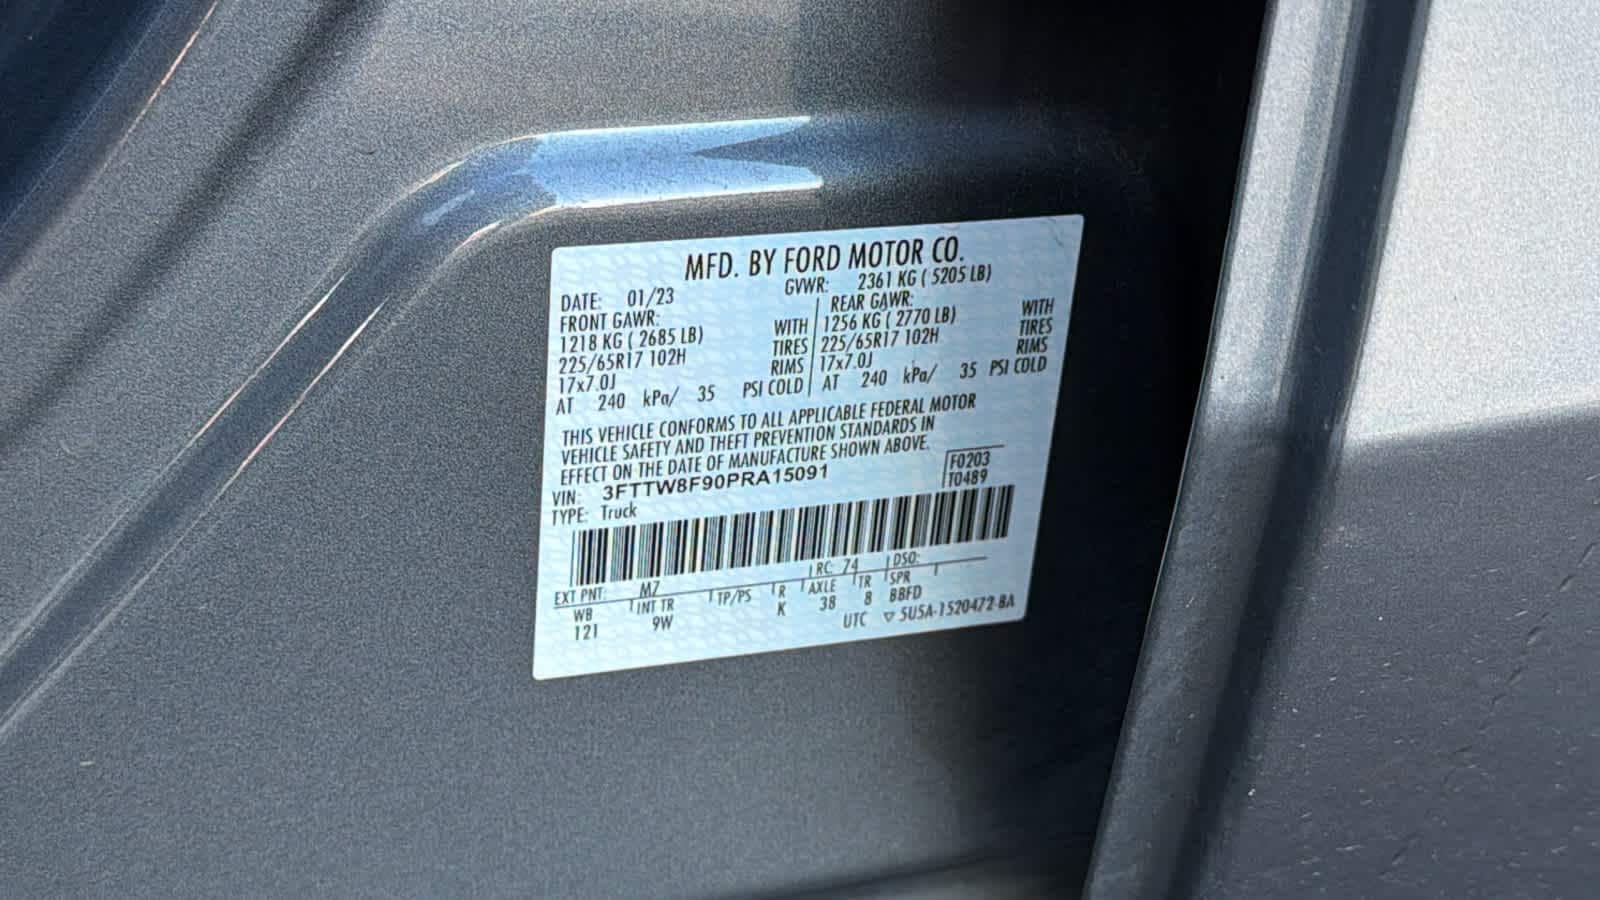 MFD. BY FORD MOTOR CO.
DATE: 01/23 GVWR: 2361 KG ( 5205 LB)
FRONT GAWR: REAR GAWR:
1218 KG ( 2685 LB) WITH 1256 KG ( 2770 LB) WITH
225/65R17 102H TIRES 225/65R17 102H TIRES
17x7.0J RIMS 17x7.0J RIMS
AT 240 kPa/ 35 PSI COLD AT 240 kPa/ 35 PSI COLD
THIS VEHICLE CONFORMS TO ALL APPLICABLE FEDERAL MOTOR
VEHICLE SAFETY AND THEFT PREVENTION STANDARDS IN
EFFECT ON THE DATE OF MANUFACTURE SHOWN ABOVE.
VIN: 3FTTW8F90PRA15091 F0203
TYPE: Truck T0489
EXT PNT: M7 RC: 74 DSO:
WB INT TR TP/PS R AXLE TR SPR
121 9W K 38 8 BBFD
UTC ▽ 5U5A-1520472-BA